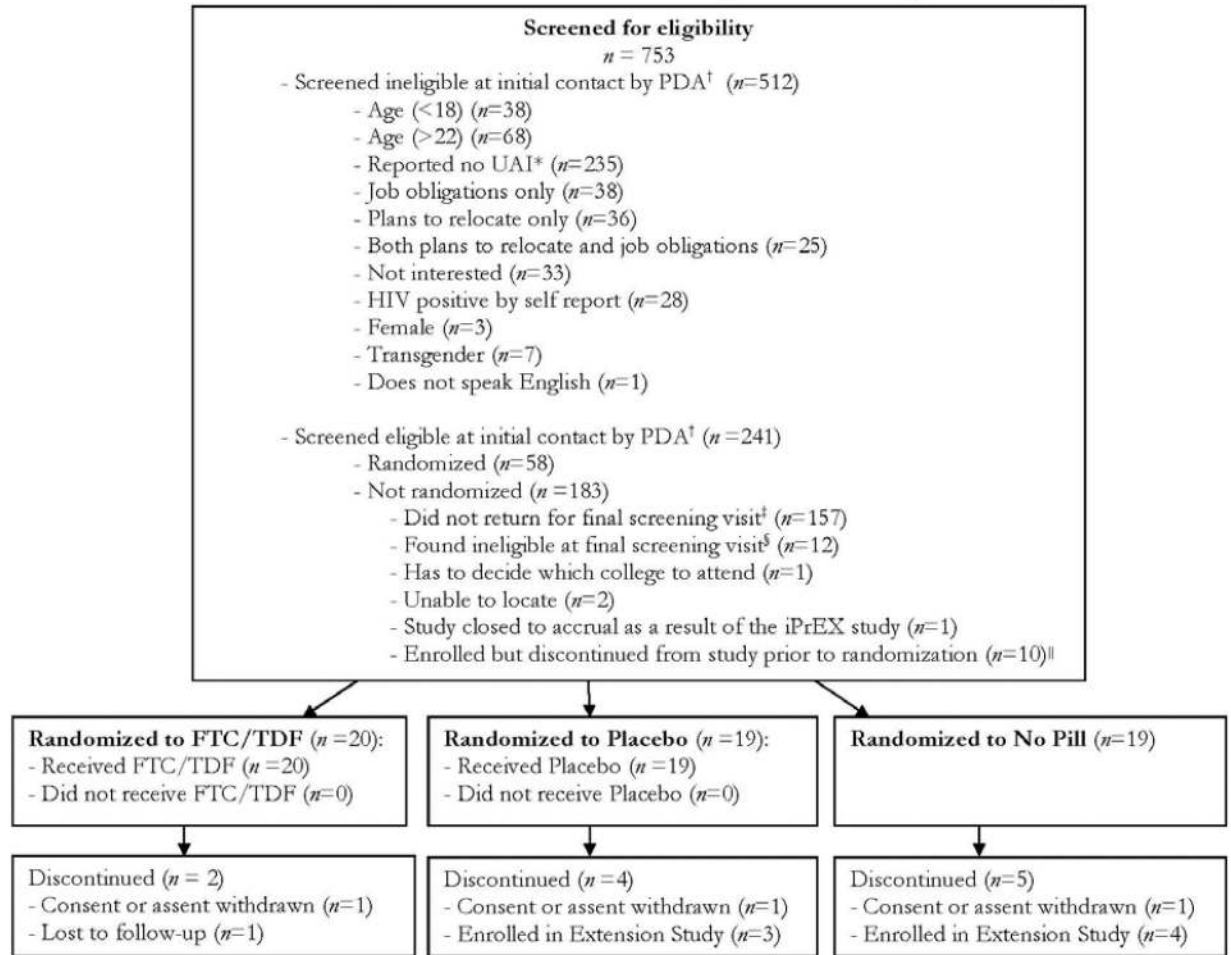 Screened for eligibility
n = 753
- Screened ineligible at initial contact by PDA† (n=512)
- Age (<18) (n=38)
- Age (>22) (n=68)
- Reported no UAI* (n=235)
- Job obligations only (n=38)
- Plans to relocate only (n=36)
- Both plans to relocate and job obligations (n=25)
- Not interested (n=33)
- HIV positive by self report (n=28)
- Female (n=3)
- Transgender (n=7)
- Does not speak English (n=1)
- Screened eligible at initial contact by PDA† (n =241)
- Randomized (n=58)
- Not randomized (n =183)
- Did not return for final screening visit‡ (n=157)
- Found ineligible at final screening visit§ (n=12)
- Has to decide which college to attend (n=1)
- Unable to locate (n=2)
- Study closed to accrual as a result of the iPrEX study (n=1)
- Enrolled but discontinued from study prior to randomization (n=10)‖
Randomized to FTC/TDF (n =20):
- Received FTC/TDF (n =20)
- Did not receive FTC/TDF (n=0)
Randomized to Placebo (n =19):
- Received Placebo (n =19)
- Did not receive Placebo (n=0)
Randomized to No Pill (n=19)
Discontinued (n = 2)
- Consent or assent withdrawn (n=1)
- Lost to follow-up (n=1)
Discontinued (n =4)
- Consent or assent withdrawn (n=1)
- Enrolled in Extension Study (n=3)
Discontinued (n=5)
- Consent or assent withdrawn (n=1)
- Enrolled in Extension Study (n=4)